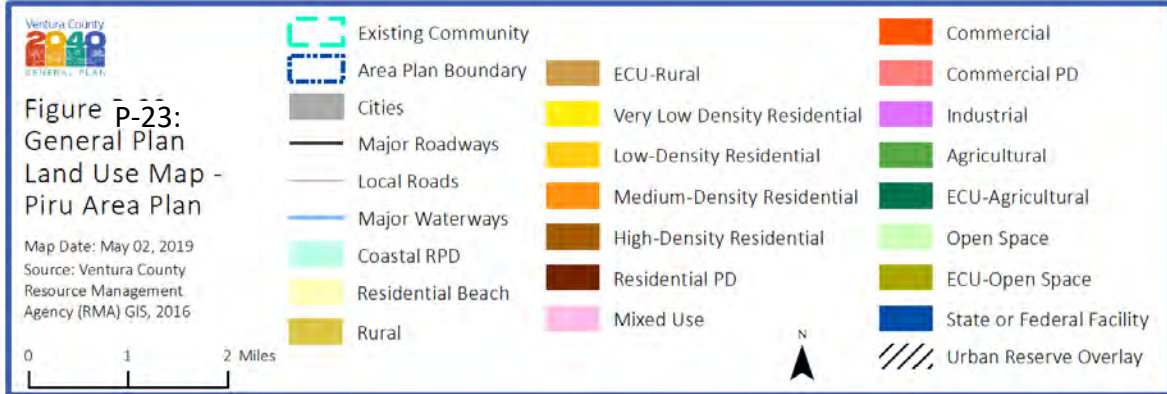 Ventura County
2040
GENERAL PLAN
Figure
P-23:
General Plan
Land Use Map -
Piru Area Plan
Map Date: May 02, 2019
Source: Ventura County
Resource Management
Agency (RMA) GIS, 2016
0 1 2 Miles
Existing Community
Area Plan Boundary
Cities
Major Roadways
Local Roads
Major Waterways
Coastal RPD
Residential Beach
Rural
ECU-Rural
Very Low Density Residential
Low-Density Residential
Medium-Density Residential
High-Density Residential
Residential PD
Mixed Use
N
Commercial
Commercial PD
Industrial
Agricultural
ECU-Agricultural
Open Space
ECU-Open Space
State or Federal Facility
Urban Reserve Overlay